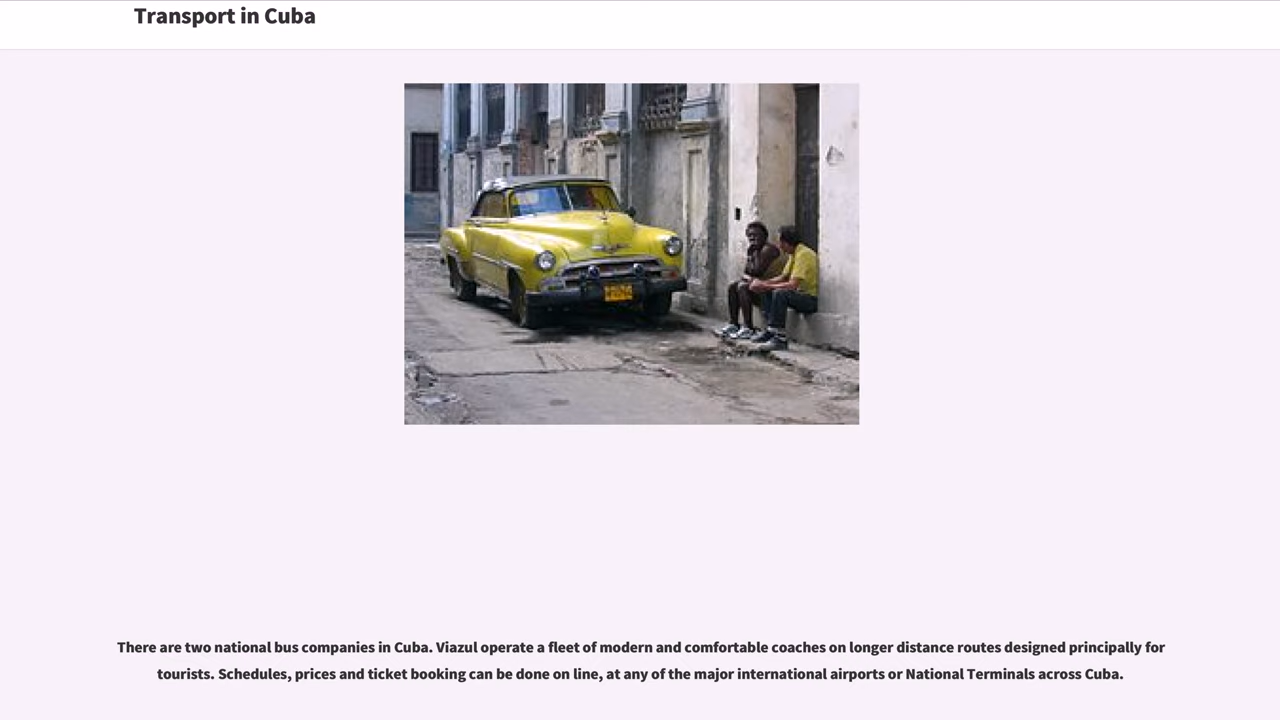 Transport in Cuba
There are two national bus companies in Cuba. Viazul operate a fleet of modern and comfortable coaches on longer distance routes designed principally for
tourists. Schedules, prices and ticket booking can be done on line, at any of the major international airports or National Terminals across Cuba.